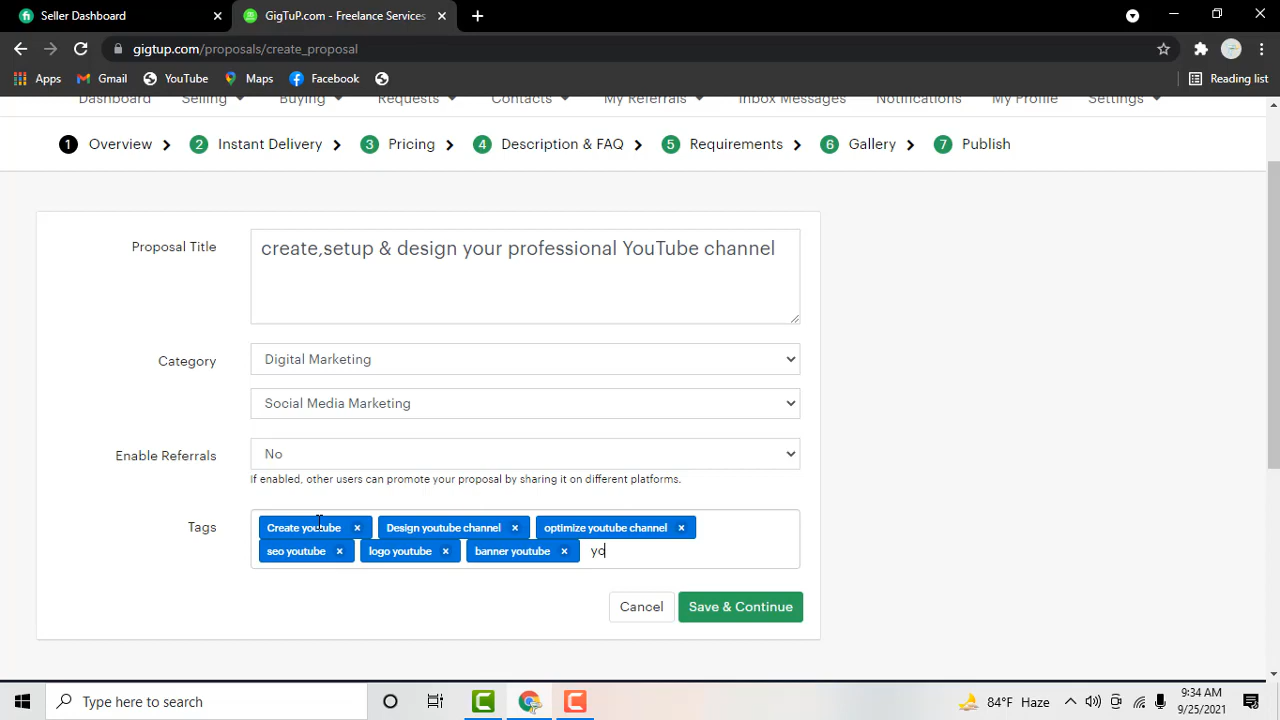 Seller Dashboard × GigTuP.com - Freelance Services × +
gigtup.com/proposals/create_proposal
Apps Gmail YouTube Maps Facebook Reading list
Dashboard Selling Buying Requests Contacts My Referrals Inbox Messages Notifications My Profile Settings
1 Overview 2 Instant Delivery 3 Pricing 4 Description & FAQ 5 Requirements 6 Gallery 7 Publish
Proposal Title create,setup & design your professional YouTube channel
Category Digital Marketing
Social Media Marketing
Enable Referrals No
If enabled, other users can promote your proposal by sharing it on different platforms.
Tags Create youtube × Design youtube channel × optimize youtube channel ×
seo youtube × logo youtube × banner youtube × yo
Cancel Save & Continue
Type here to search 84°F Haze 9:34 AM
9/25/2021